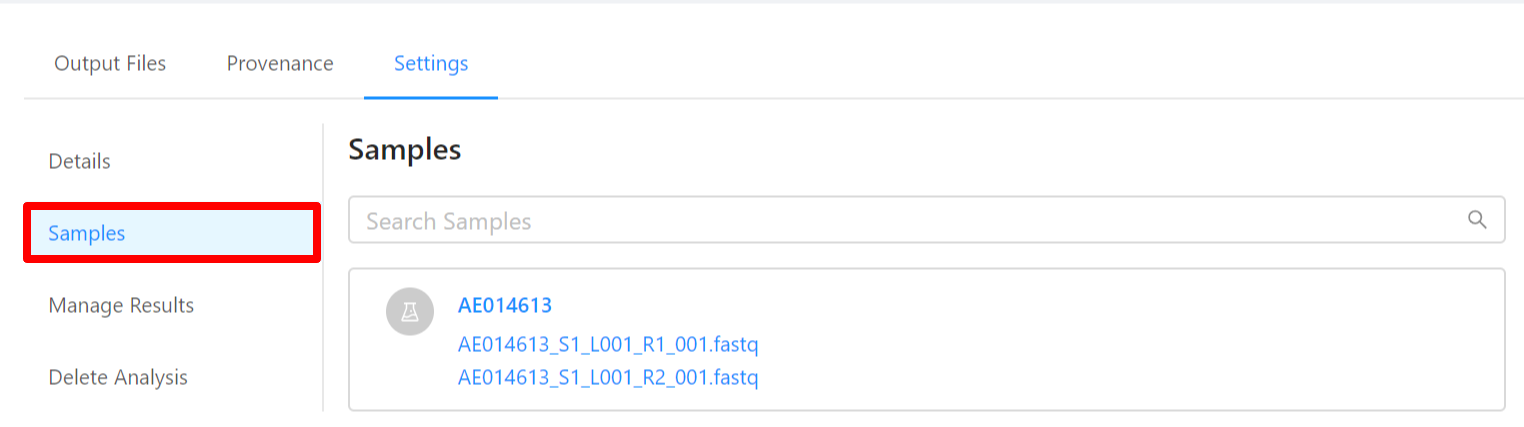 Output Files Provenance Settings
Details
Samples
Manage Results
Delete Analysis
Samples
Search Samples
AE014613
AE014613_S1_L001_R1_001.fastq
AE014613_S1_L001_R2_001.fastq